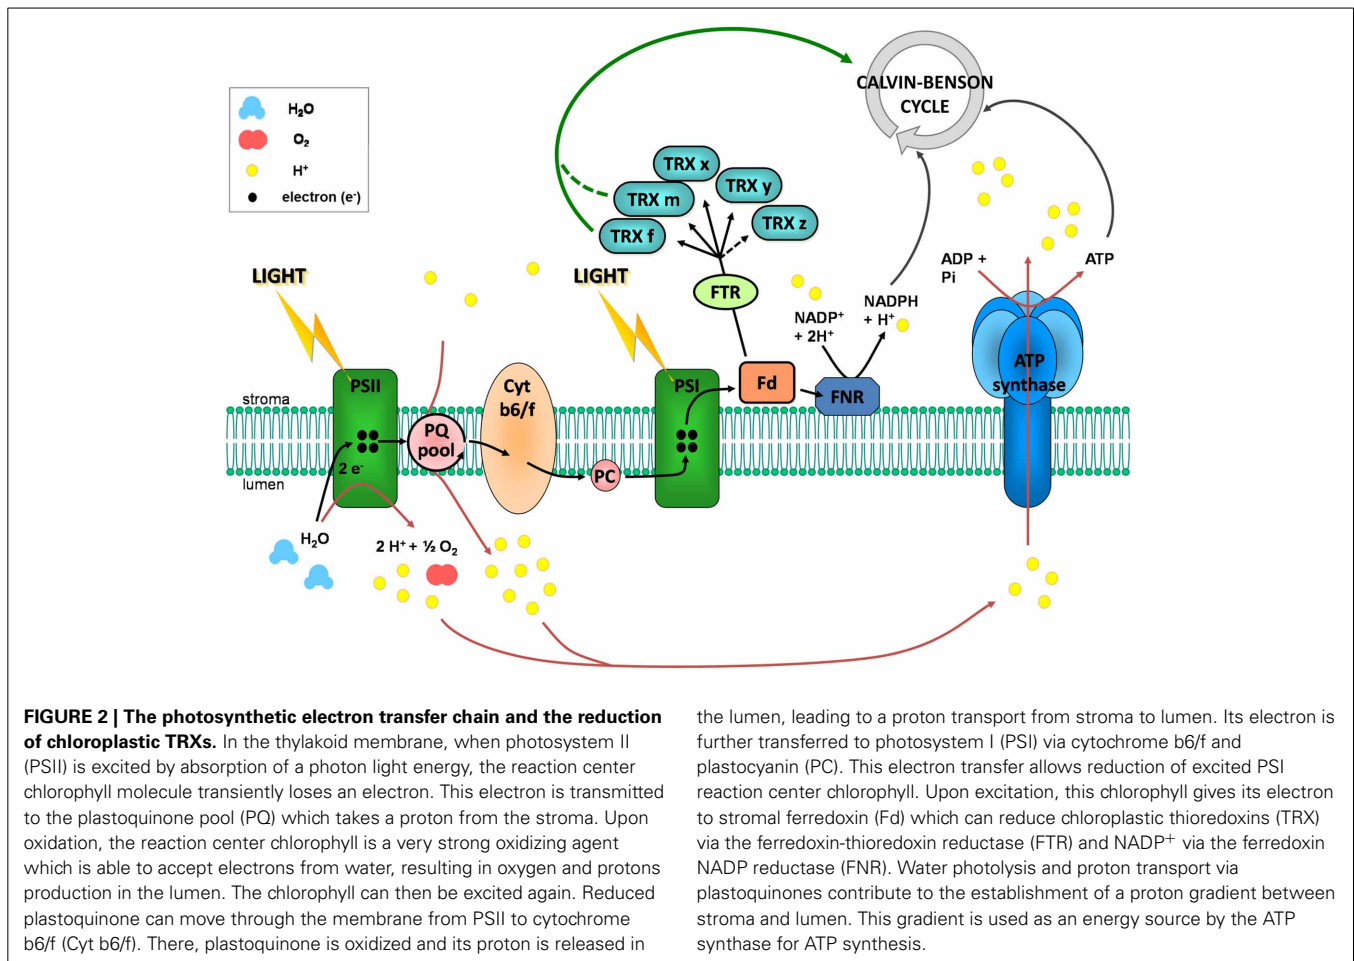 CALVIN-BENSON
CYCLE
H₂O
O₂
H⁺
electron (e⁻)
TRX x
TRX y
TRX m
TRX z
TRX f
LIGHT
LIGHT
FTR
ADP +
Pi
ATP
NADP⁺
+ 2H⁺
NADPH
+ H⁺
PSII
Cyt
b6/f
PSI
Fd
FNR
ATP
synthase
stroma
PQ
pool
2 e⁻
lumen
PC
H₂O
2 H⁺ + ½ O₂
FIGURE 2 | The photosynthetic electron transfer chain and the reduction
of chloroplastic TRXs. In the thylakoid membrane, when photosystem II
(PSII) is excited by absorption of a photon light energy, the reaction center
chlorophyll molecule transiently loses an electron. This electron is transmitted
to the plastoquinone pool (PQ) which takes a proton from the stroma. Upon
oxidation, the reaction center chlorophyll is a very strong oxidizing agent
which is able to accept electrons from water, resulting in oxygen and protons
production in the lumen. The chlorophyll can then be excited again. Reduced
plastoquinone can move through the membrane from PSII to cytochrome
b6/f (Cyt b6/f). There, plastoquinone is oxidized and its proton is released in
the lumen, leading to a proton transport from stroma to lumen. Its electron is
further transferred to photosystem I (PSI) via cytochrome b6/f and
plastocyanin (PC). This electron transfer allows reduction of excited PSI
reaction center chlorophyll. Upon excitation, this chlorophyll gives its electron
to stromal ferredoxin (Fd) which can reduce chloroplastic thioredoxins (TRX)
via the ferredoxin-thioredoxin reductase (FTR) and NADP⁺ via the ferredoxin
NADP reductase (FNR). Water photolysis and proton transport via
plastoquinones contribute to the establishment of a proton gradient between
stroma and lumen. This gradient is used as an energy source by the ATP
synthase for ATP synthesis.